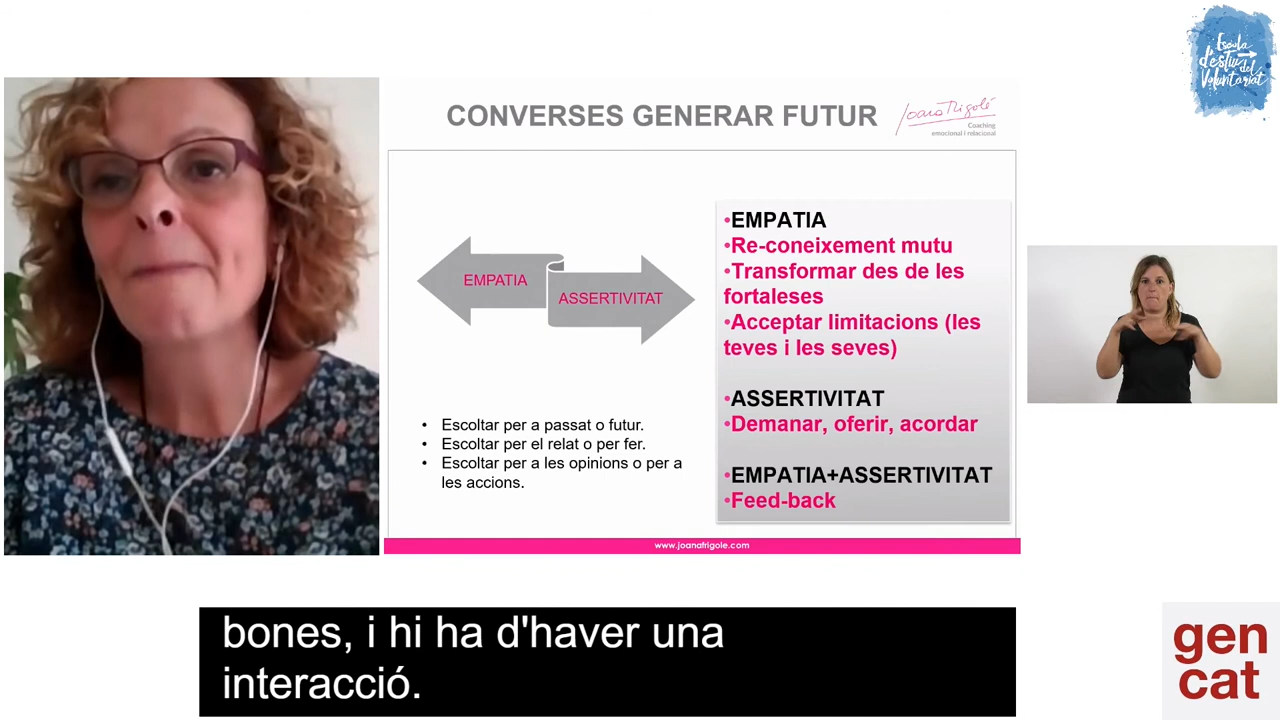 Escola
d'estiu
del
Voluntariat
CONVERSES GENERAR FUTUR
Joana Frigolé
Coaching
emocional i relacional
EMPATIA
ASSERTIVITAT
• Escoltar per a passat o futur.
• Escoltar per el relat o per fer.
• Escoltar per a les opinions o per a
les accions.
•EMPATIA
•Re-coneixement mutu
•Transformar des de les
fortaleses
•Acceptar limitacions (les
teves i les seves)
•ASSERTIVITAT
•Demanar, oferir, acordar
•EMPATIA+ASSERTIVITAT
•Feed-back
www.joanafrigole.com
bones, i hi ha d'haver una
interacció.
gen
cat